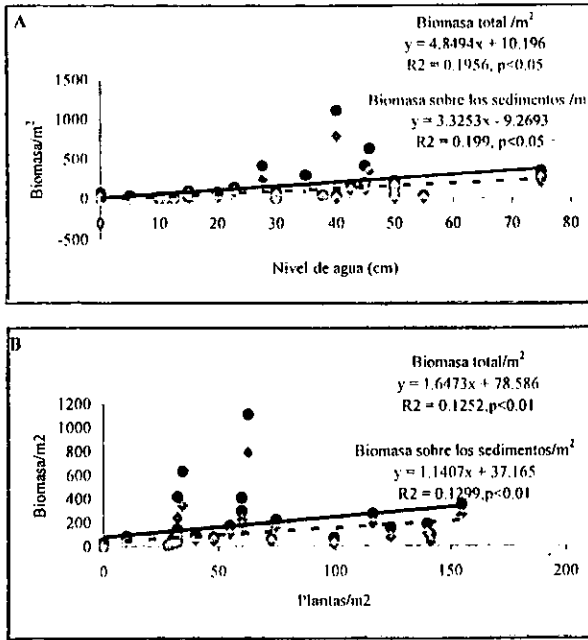 A
Biomasa total /m²
y = 4.8494x + 10.196
R2 = 0.1956, p<0.05
Biomasa sobre los sedimentos /m
y = 3.3253x - 9.2693
R2 = 0.199, p<0.05
1500
1000
500
0
-500
Biomasa/m²
0 10 20 30 40 50 60 70 80
Nivel de agua (cm)
B
Biomasa total/m²
y = 1.6473x + 78.586
R2 = 0.1252,p<0.01
Biomasa sobre los sedimentos/m²
y = 1.1407x + 37.165
R2 = 0.1299,p<0.01
1200
1000
800
600
400
200
0
Biomasa/m2
0 50 100 150 200
Plantas/m2